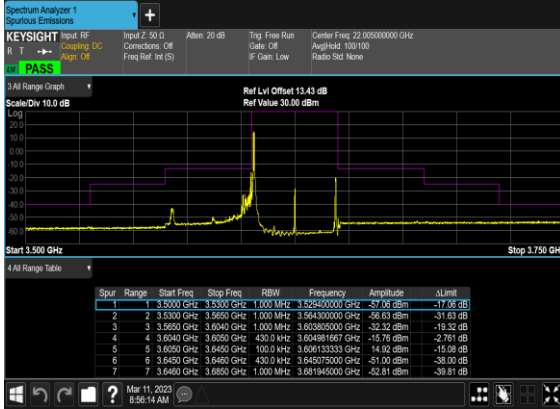 Spectrum Analyzer 1
Spurious Emissions
+
KEYSIGHT Input: RF Input Z: 50 Ω Atten: 20 dB Trig: Free Run Center Freq: 22.005000000 GHz
R T Coupling: DC Corrections: Off Gate: Off Avg|Hold: 100/100
Align: Off Freq Ref: Int (S) IF Gain: Low Radio Std: None
PASS
3 All Range Graph
Ref Lvl Offset 13.43 dB
Scale/Div 10.0 dB Ref Value 30.00 dBm
Log
20.0
10.0
0.00
-10.0
-20.0
-30.0
-40.0
-50.0
-60.0
Start 3.500 GHz Stop 3.750 GH
4 All Range Table
Spur Range Start Freq Stop Freq RBW Frequency Amplitude ΔLimit
1 1 3.5000 GHz 3.5300 GHz 1.000 MHz 3.529400000 GHz -57.06 dBm -17.06 dB
2 2 3.5300 GHz 3.5650 GHz 1.000 MHz 3.564300000 GHz -56.63 dBm -31.63 dB
3 3 3.5650 GHz 3.6040 GHz 1.000 MHz 3.603805000 GHz -32.32 dBm -19.32 dB
4 4 3.6040 GHz 3.6050 GHz 430.0 kHz 3.604981667 GHz -15.76 dBm -2.761 dB
5 5 3.6050 GHz 3.6450 GHz 100.0 kHz 3.606133333 GHz 14.92 dBm -15.08 dB
6 6 3.6450 GHz 3.6460 GHz 430.0 kHz 3.645075000 GHz -51.00 dBm -38.00 dB
7 7 3.6460 GHz 3.6850 GHz 1.000 MHz 3.681945000 GHz -52.81 dBm -39.81 dB
? Mar 11, 2023
8:56:14 AM